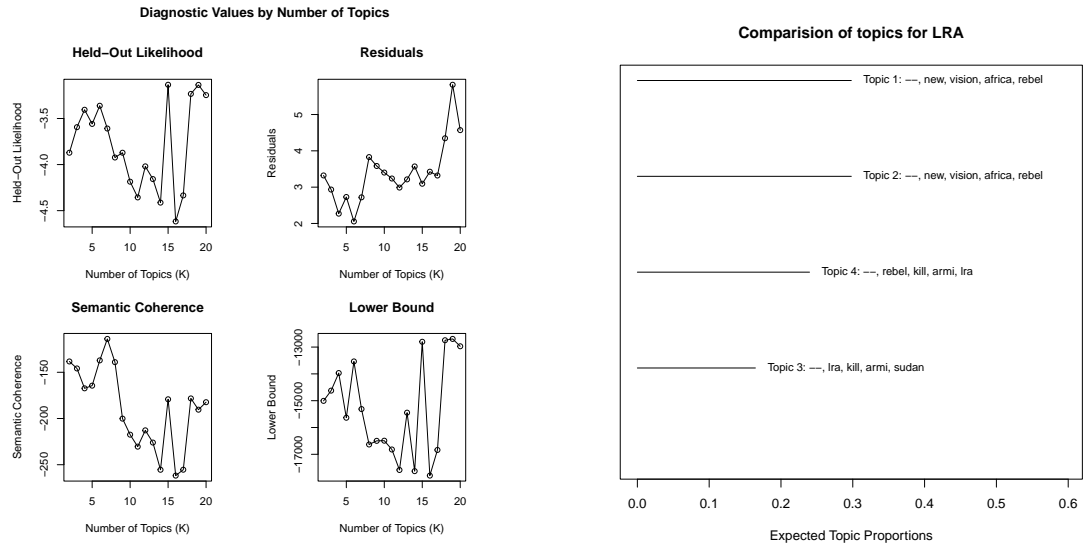 Diagnostic Values by Number of Topics
Held−Out Likelihood
Held−Out Likelihood
−3.5
−4.0
−4.5
5
10
15
20
Number of Topics (K)
Residuals
Residuals
5
4
3
2
5
10
15
20
Number of Topics (K)
Semantic Coherence
Semantic Coherence
−150
−200
−250
5
10
15
20
Number of Topics (K)
Lower Bound
Lower Bound
−13000
−15000
−17000
5
10
15
20
Number of Topics (K)
Comparision of topics for LRA
Topic 1: −−, new, vision, africa, rebel
Topic 2: −−, new, vision, africa, rebel
Topic 4: −−, rebel, kill, armi, lra
Topic 3: −−, lra, kill, armi, sudan
0.0
0.1
0.2
0.3
0.4
0.5
0.6
Expected Topic Proportions